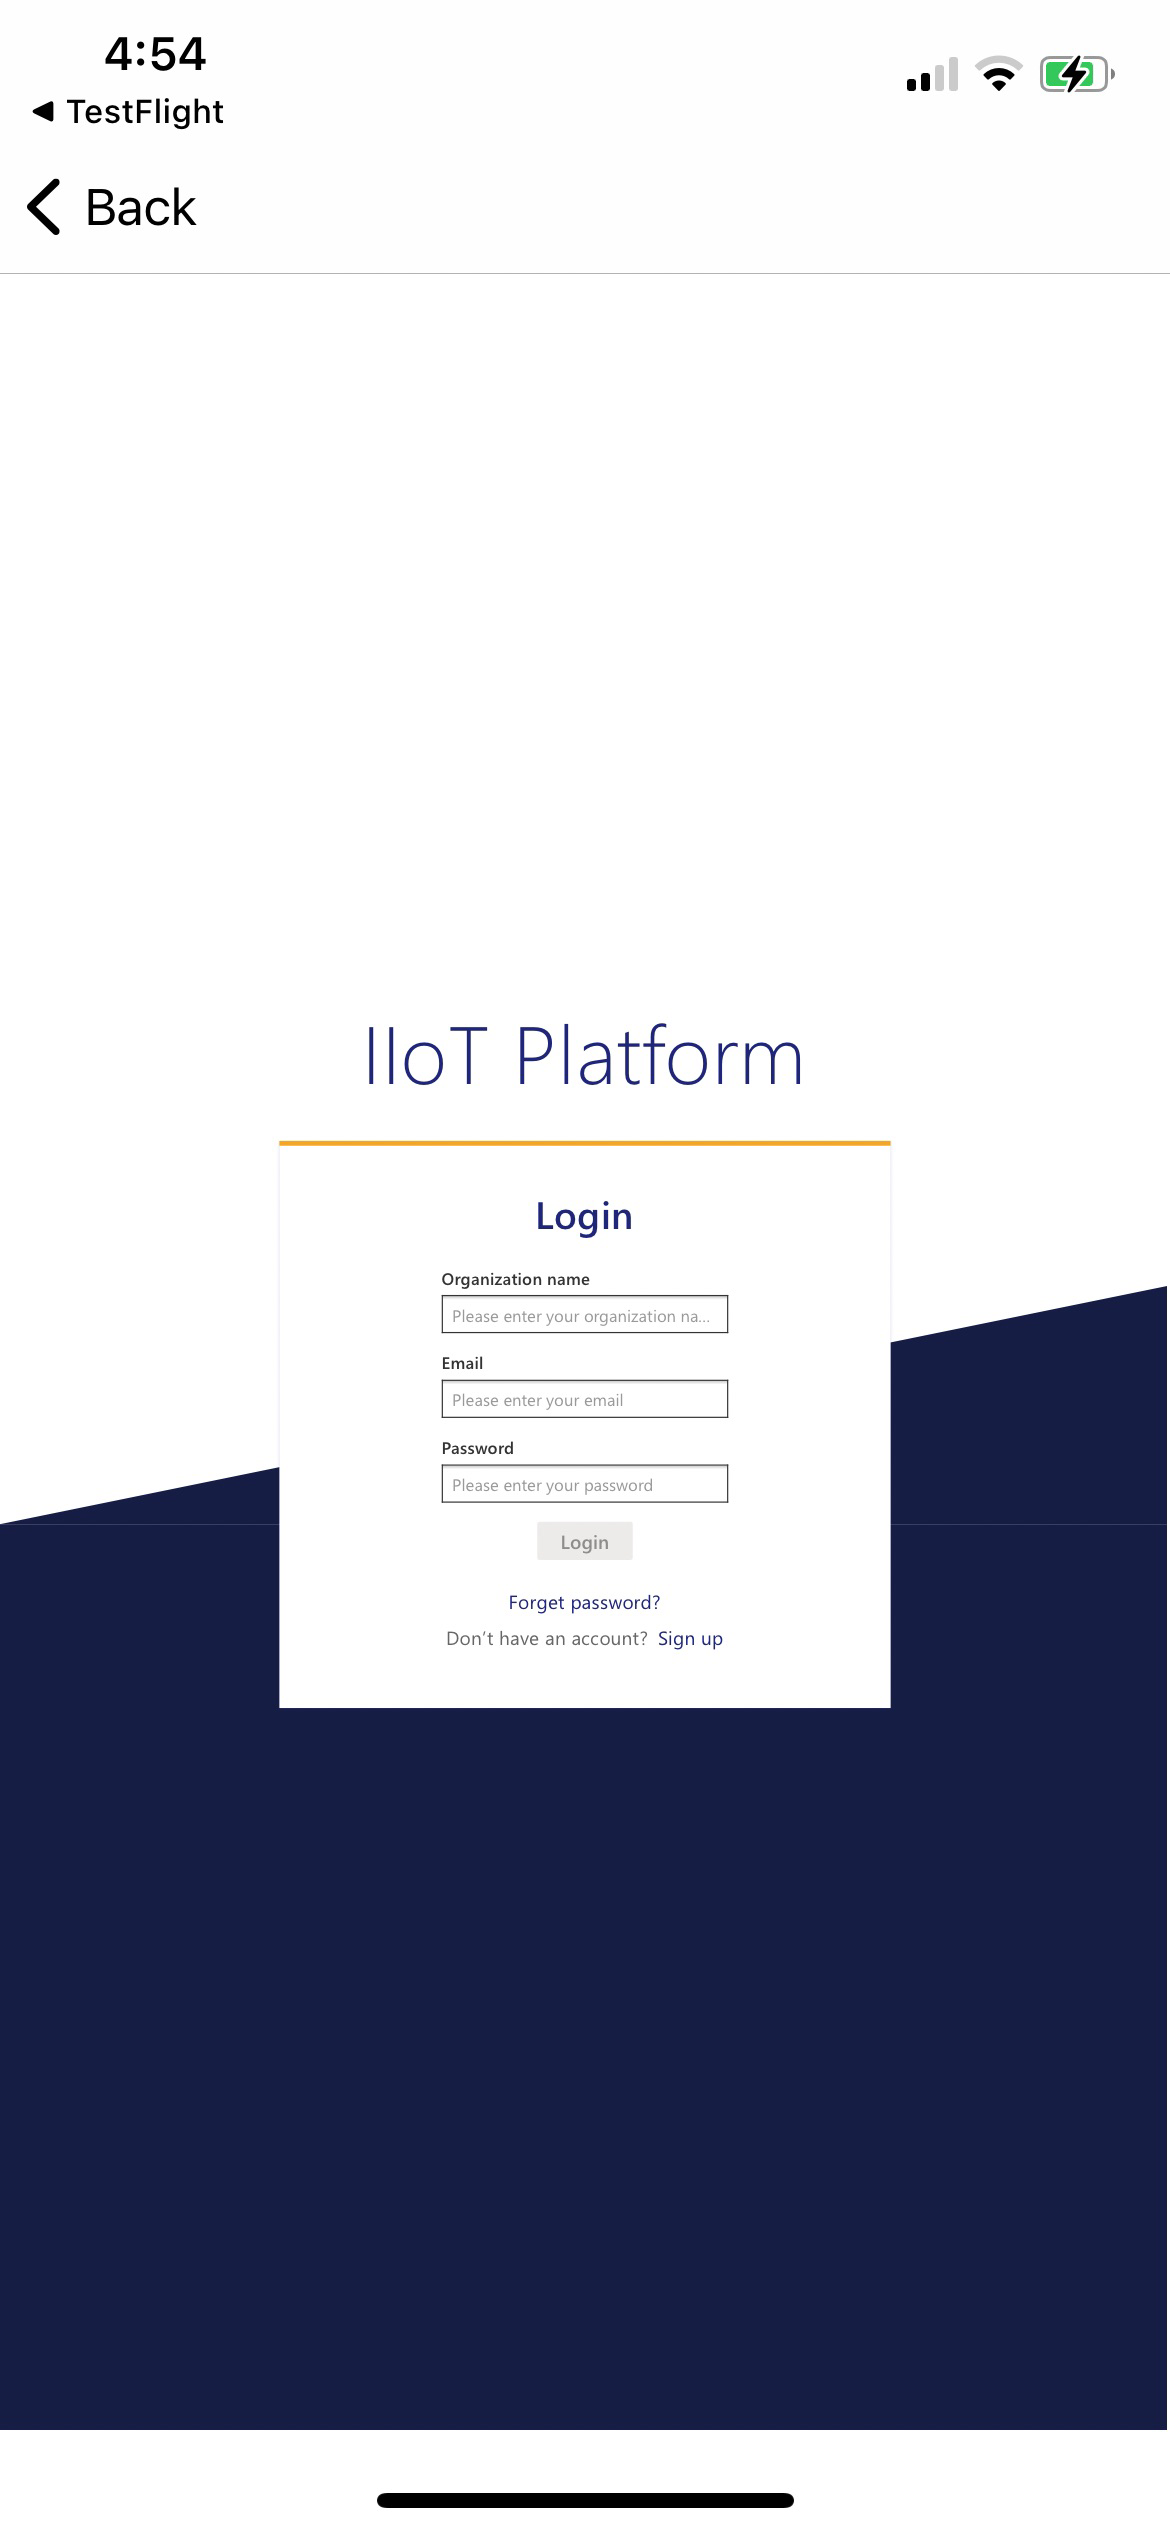 4:54
TestFlight
Back
IIoT Platform
Login
Organization name
Please enter your organization na...
Email
Please enter your email
Password
Please enter your password
Login
Forget password?
Don't have an account? Sign up